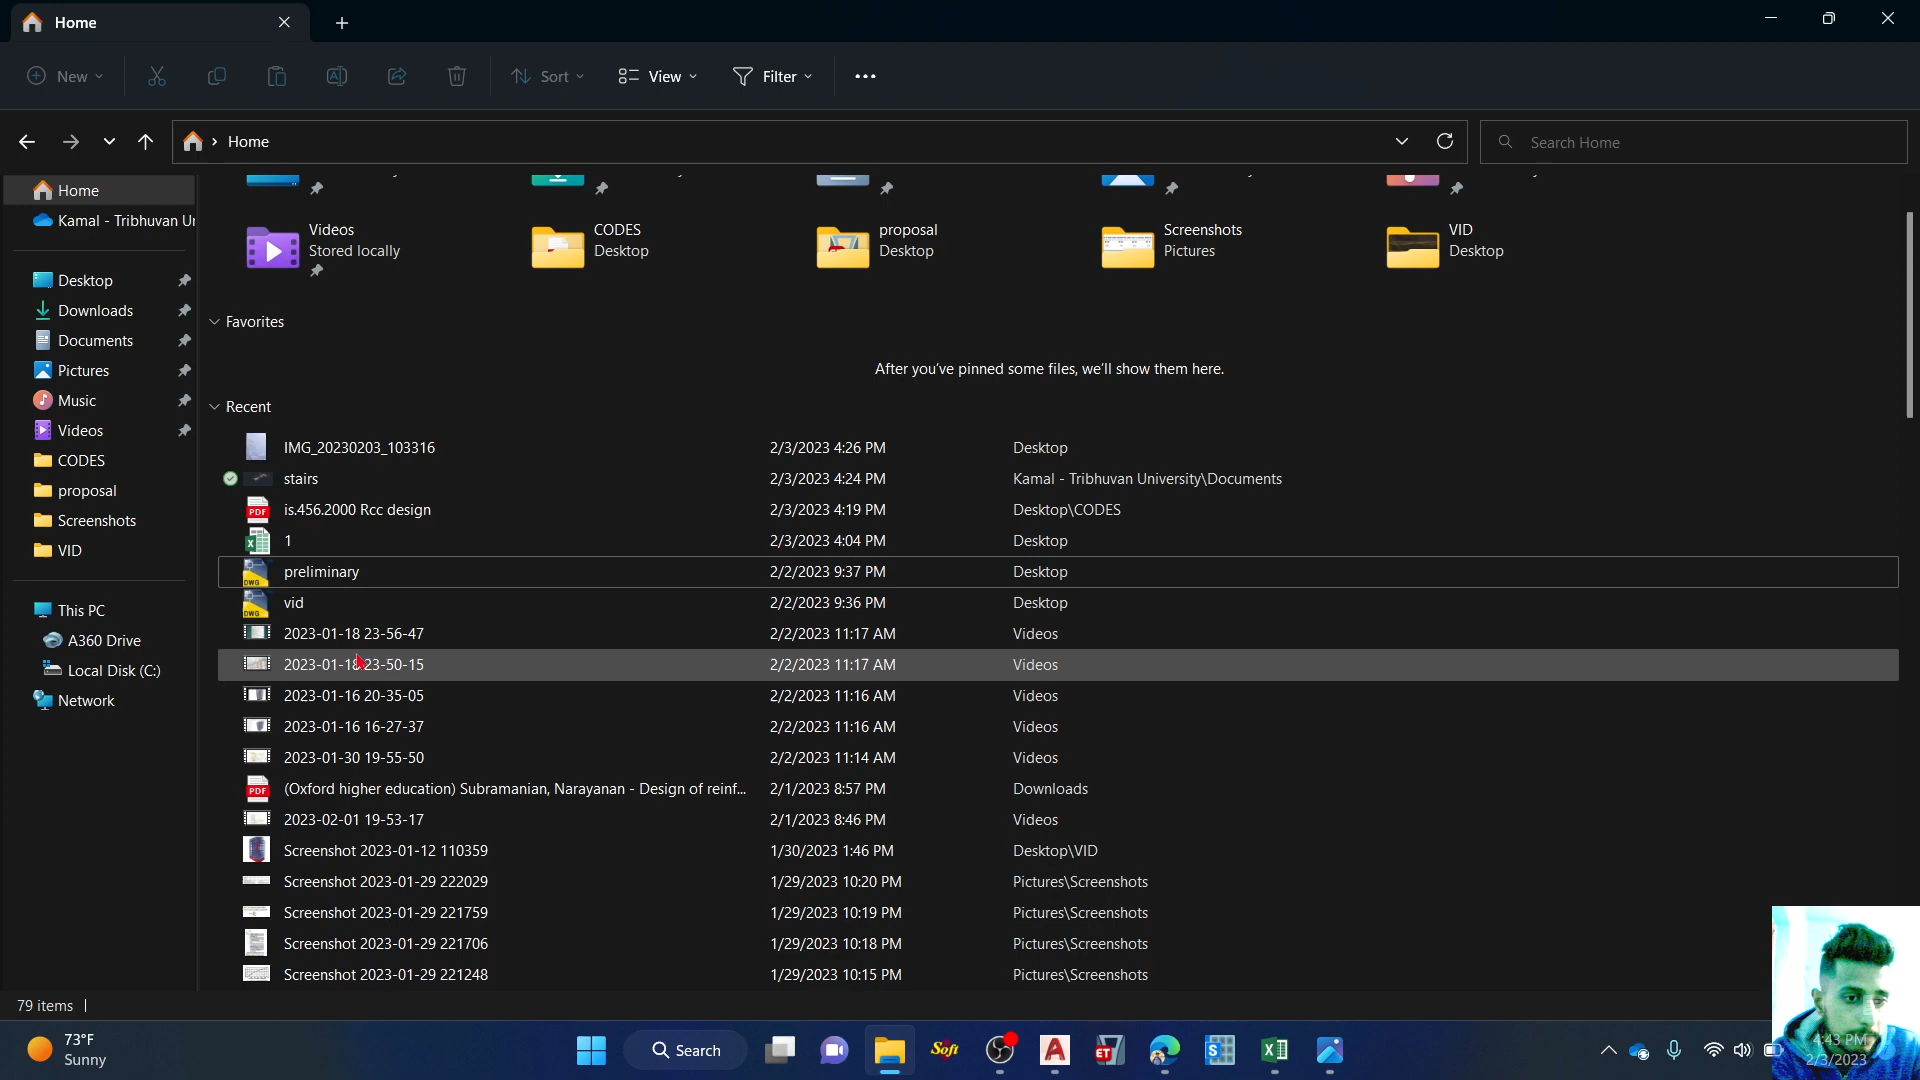 Home
New Sort View Filter
Home
Search Home
Home
Kamal - Tribhuvan Un
Desktop
Downloads
Documents
Pictures
Music
Videos
CODES
proposal
Screenshots
VID
This PC
A360 Drive
Local Disk (C:)
Network
Videos
Stored locally
CODES
Desktop
proposal
Desktop
Screenshots
Pictures
VID
Desktop
Favorites
After you've pinned some files, we'll show them here.
Recent
IMG_20230203_103316 2/3/2023 4:26 PM Desktop
stairs 2/3/2023 4:24 PM Kamal - Tribhuvan University\Documents
PDF is.456.2000 Rcc design 2/3/2023 4:19 PM Desktop\CODES
1 2/3/2023 4:04 PM Desktop
DWG preliminary 2/2/2023 9:37 PM Desktop
DWG vid 2/2/2023 9:36 PM Desktop
2023-01-18 23-56-47 2/2/2023 11:17 AM Videos
2023-01-18 23-50-15 2/2/2023 11:17 AM Videos
2023-01-16 20-35-05 2/2/2023 11:16 AM Videos
2023-01-16 16-27-37 2/2/2023 11:16 AM Videos
2023-01-30 19-55-50 2/2/2023 11:14 AM Videos
PDF (Oxford higher education) Subramanian, Narayanan - Design of reinf... 2/1/2023 8:57 PM Downloads
2023-02-01 19-53-17 2/1/2023 8:46 PM Videos
Screenshot 2023-01-12 110359 1/30/2023 1:46 PM Desktop\VID
Screenshot 2023-01-29 222029 1/29/2023 10:20 PM Pictures\Screenshots
Screenshot 2023-01-29 221759 1/29/2023 10:19 PM Pictures\Screenshots
Screenshot 2023-01-29 221706 1/29/2023 10:18 PM Pictures\Screenshots
Screenshot 2023-01-29 221248 1/29/2023 10:15 PM Pictures\Screenshots
79 items
73°F
Sunny
Search
Soft
ET
4:43 PM
2/3/2023